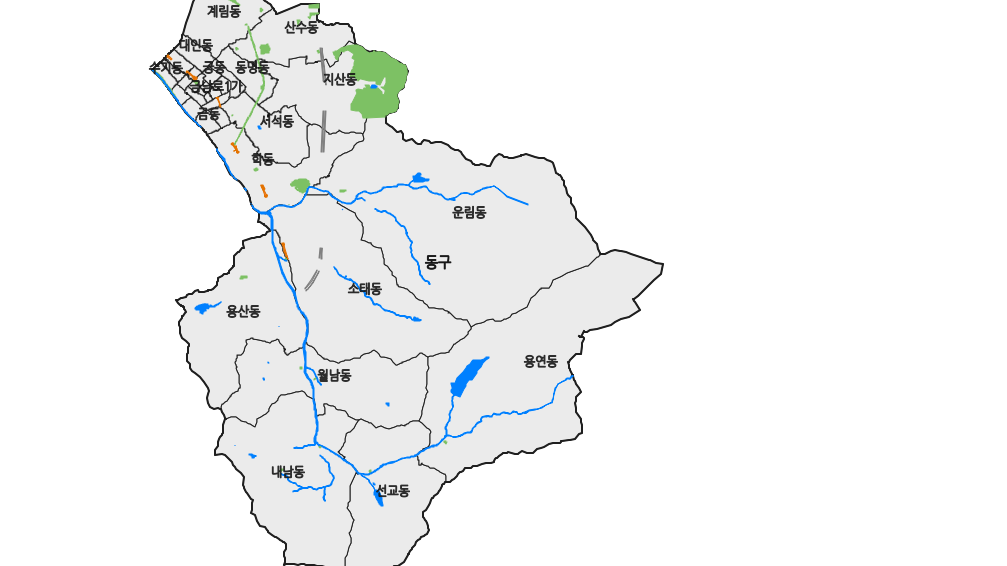 계림동
산수동
대인동
수기동
궁동
동명동
지산동
금남로1가
금동
서석동
학동
운림동
동구
소태동
용산동
용연동
월남동
내남동
선교동